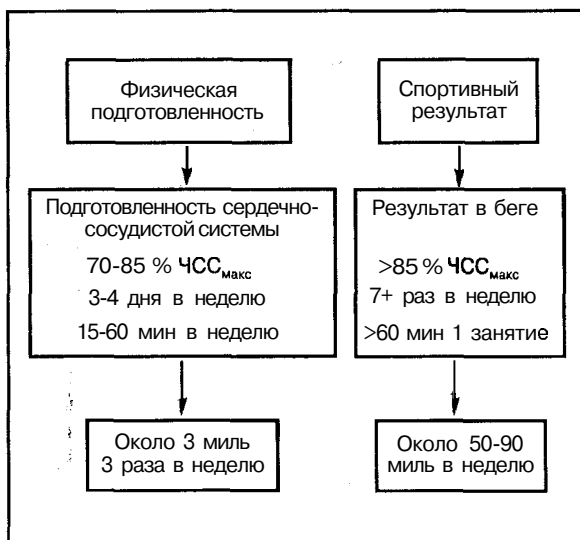 Физическая
подготовленность
Подготовленность сердечно-
сосудистой системы
70-85 % ЧССмакс
3-4 дня в неделю
15-60 мин в неделю
Около 3 миль
3 раза в неделю
Спортивный
результат
Результат в беге
>85 % ЧССмакс
7+ раз в неделю
>60 мин 1 занятие
Около 50-90
миль в неделю